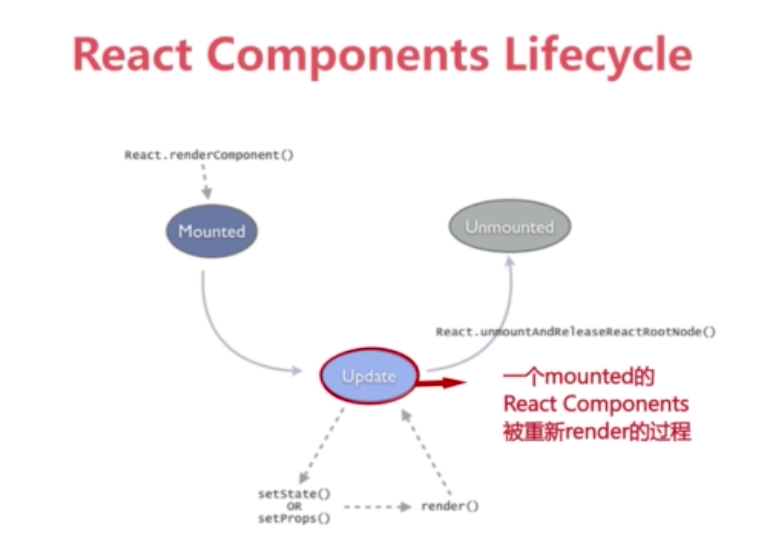 React Components Lifecycle
React.renderComponent()
Mounted
Unmounted
React.unmountAndReleaseReactRootNode()
Update
一个mounted的
React Components
被重新render的过程
setState()
OR
setProps()
render()